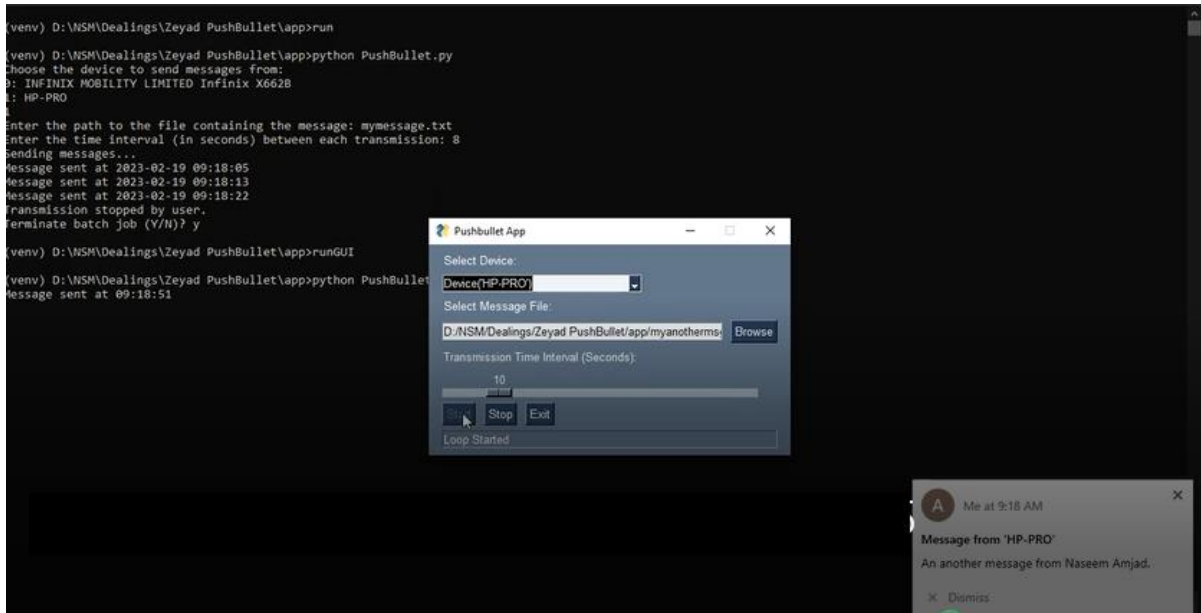 (venv) D:\NSM\Dealings\Zeyad PushBullet\app>run
(venv) D:\NSM\Dealings\Zeyad PushBullet\app>python PushBullet.py
Choose the device to send messages from:
0: INFINIX MOBILITY LIMITED Infinix X662B
1: HP-PRO
1
Enter the path to the file containing the message: mymessage.txt
Enter the time interval (in seconds) between each transmission: 8
Sending messages...
Message sent at 2023-02-19 09:18:05
Message sent at 2023-02-19 09:18:13
Message sent at 2023-02-19 09:18:22
Transmission stopped by user.
Terminate batch job (Y/N)? y
(venv) D:\NSM\Dealings\Zeyad PushBullet\app>runGUI
(venv) D:\NSM\Dealings\Zeyad PushBullet\app>python PushBullet
Message sent at 09:18:51
Pushbullet App
Select Device:
Device('HP-PRO')
Select Message File:
D:/NSM/Dealings/Zeyad PushBullet/app/myanotherms
Browse
Transmission Time Interval (Seconds):
10
Start Stop Exit
Loop Started
A Me at 9:18 AM
Message from 'HP-PRO'
An another message from Naseem Amjad.
Dismiss